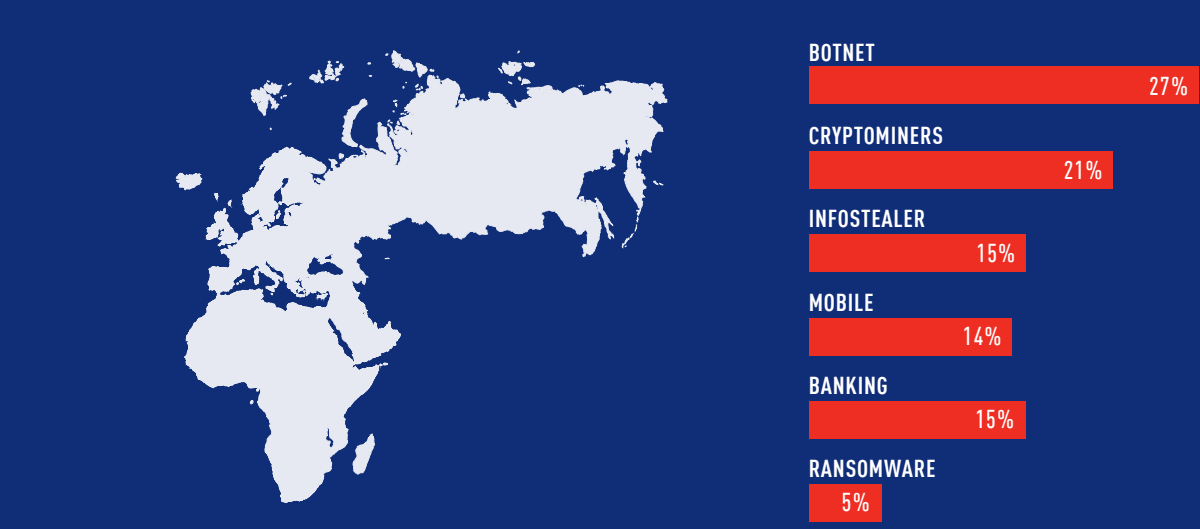 BOTNET
27%
CRYPTOMINERS
21%
INFOSTEALER
15%
MOBILE
14%
BANKING
15%
RANSOMWARE
5%